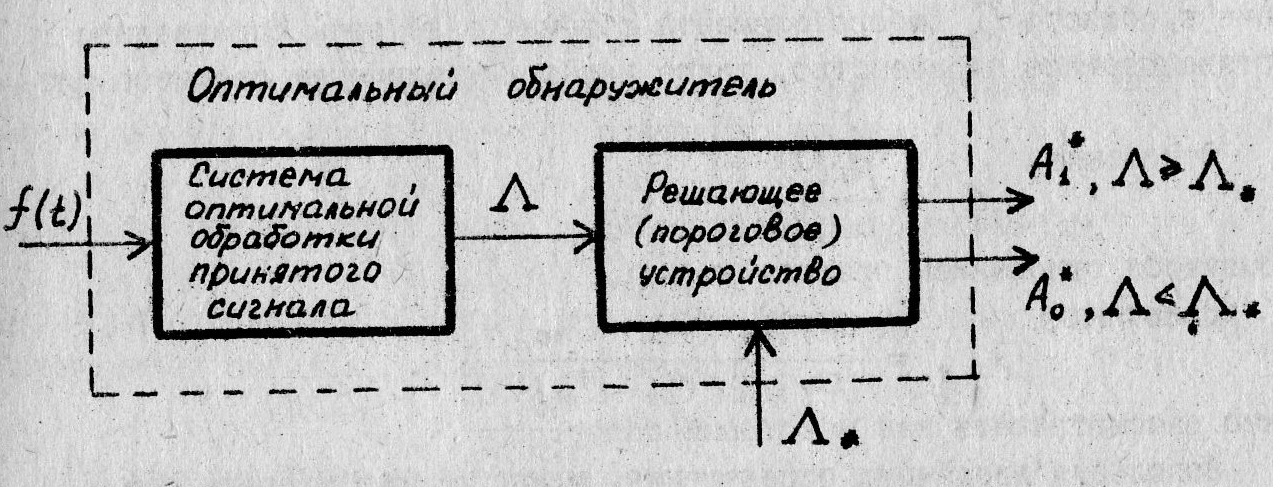 Оптимальный обнаружитель
f(t)
Система
оптимальной
обработки
принятого
сигнала
Λ
Решающее
(пороговое)
устройство
A₁*, Λ ≥ Λ*
A₀*, Λ ≤ Λ*
Λ*